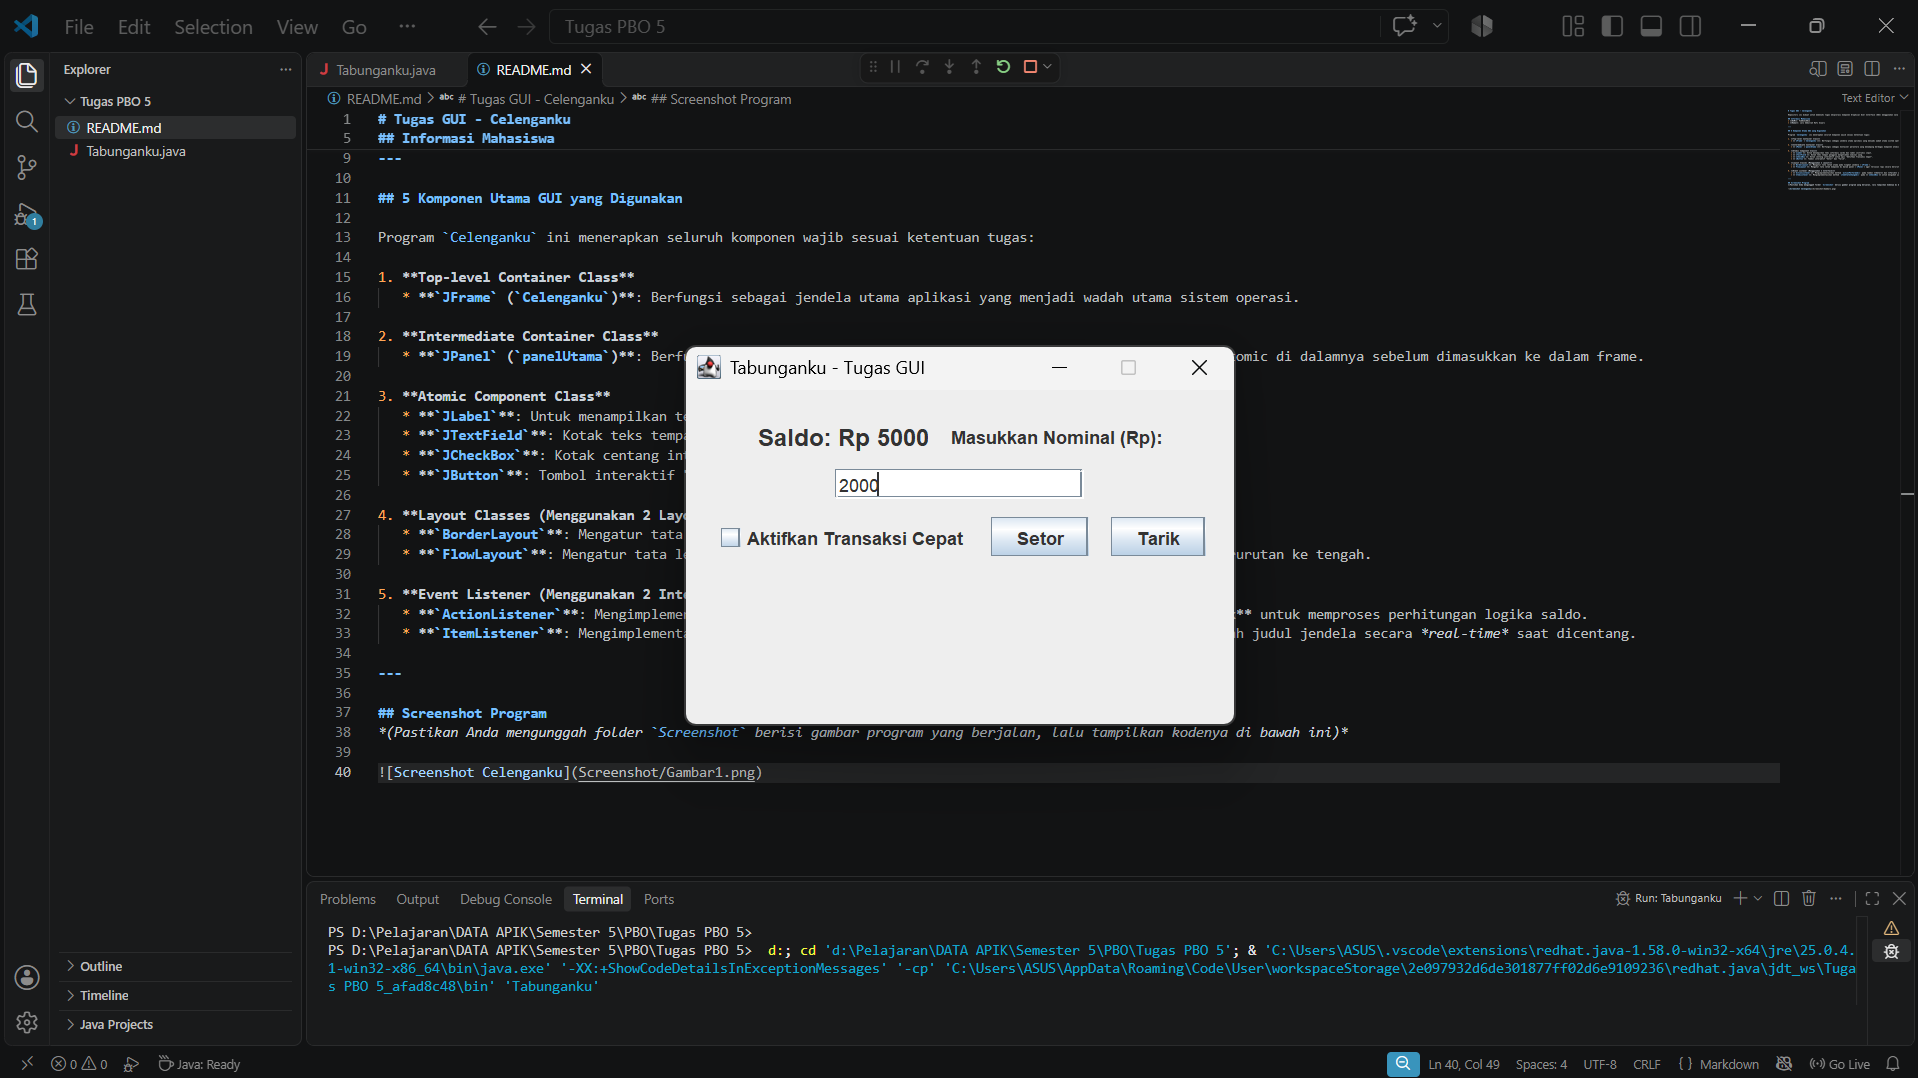 File Edit Selection View Go ··· Tugas PBO 5
Explorer ···
Tugas PBO 5
README.md
Tabunganku.java
Outline
Timeline
Java Projects
Tabunganku.java README.md
README.md > # Tugas GUI - Celenganku > ## Screenshot Program Text Editor
1 # Tugas GUI - Celenganku
5 ## Informasi Mahasiswa
9 ---
10
11 ## 5 Komponen Utama GUI yang Digunakan
12
13 Program `Celenganku` ini menerapkan seluruh komponen wajib sesuai ketentuan tugas:
14
15 1. **Top-level Container Class**
16 * **`JFrame` (`Celenganku`)**: Berfungsi sebagai jendela utama aplikasi yang menjadi wadah utama sistem operasi.
17
18 2. **Intermediate Container Class**
19 * **`JPanel` (`panelUtama`)**: Berf omic di dalamnya sebelum dimasukkan ke dalam frame.
20
21 3. **Atomic Component Class**
22 * **`JLabel`**: Untuk menampilkan te
23 * **`JTextField`**: Kotak teks tempa
24 * **`JCheckBox`**: Kotak centang int
25 * **`JButton`**: Tombol interaktif
26
27 4. **Layout Classes (Menggunakan 2 Layo
28 * **`BorderLayout`**: Mengatur tata
29 * **`FlowLayout`**: Mengatur tata le urutan ke tengah.
30
31 5. **Event Listener (Menggunakan 2 Inte
32 * **`ActionListener`**: Mengimplemen ** untuk memproses perhitungan logika saldo.
33 * **`ItemListener`**: Mengimplementa h judul jendela secara *real-time* saat dicentang.
34
35 ---
36
37 ## Screenshot Program
38 *(Pastikan Anda mengunggah folder `Screenshot` berisi gambar program yang berjalan, lalu tampilkan kodenya di bawah ini)*
39
40 ![Screenshot Celenganku](Screenshot/Gambar1.png)
Tabunganku - Tugas GUI
Saldo: Rp 5000 Masukkan Nominal (Rp):
2000
Aktifkan Transaksi Cepat Setor Tarik
Problems Output Debug Console Terminal Ports Run: Tabunganku
PS D:\Pelajaran\DATA APIK\Semester 5\PBO\Tugas PBO 5>
PS D:\Pelajaran\DATA APIK\Semester 5\PBO\Tugas PBO 5> d:; cd 'd:\Pelajaran\DATA APIK\Semester 5\PBO\Tugas PBO 5'; & 'C:\Users\ASUS\.vscode\extensions\redhat.java-1.58.0-win32-x64\jre\25.0.4.
1-win32-x86_64\bin\java.exe' '-XX:+ShowCodeDetailsInExceptionMessages' '-cp' 'C:\Users\ASUS\AppData\Roaming\Code\User\workspaceStorage\2e097932d6de301877ff02d6e9109236\redhat.java\jdt_ws\Tuga
s PBO 5_afad8c48\bin' 'Tabunganku'
0 0 Java: Ready Ln 40, Col 49 Spaces: 4 UTF-8 CRLF { } Markdown Go Live